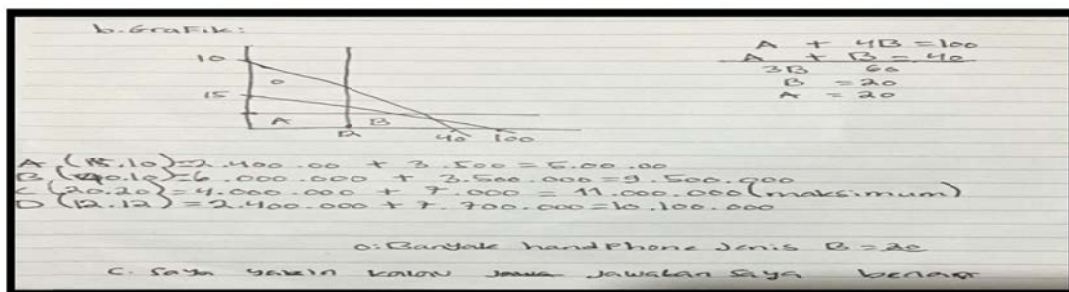 b. Grafik:
10
0
15
A B
12 40 100
A + 4B = 100
A + B = 40
3B 60
B = 20
A = 20
A (15.10)=2.400.00 + 3.500 = 5.00.00
B (40.10)=6.000.000 + 3.500.000=9.500.000
C (20.20)=4.000.000 + 7.000 = 11.000.000 (maksimum)
D (12.12)=2.400.000 + 7.700.000=10.100.000
o: Banyak handphone Jenis B = 20
C. Saya yakin kalau jawaban saya benar